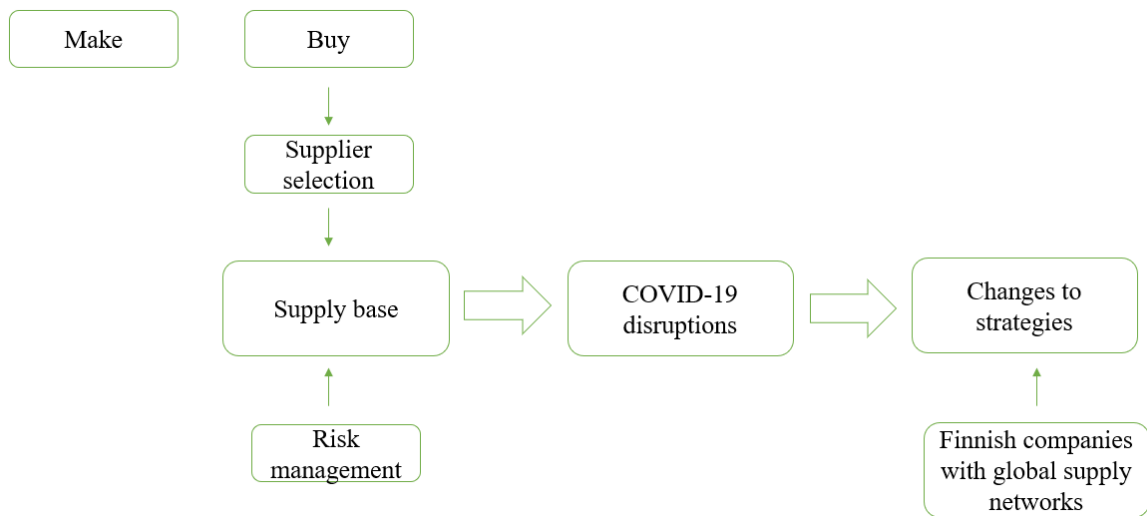 Make
Buy
Supplier
selection
Supply base
COVID-19
disruptions
Changes to
strategies
Risk
management
Finnish companies
with global supply
networks